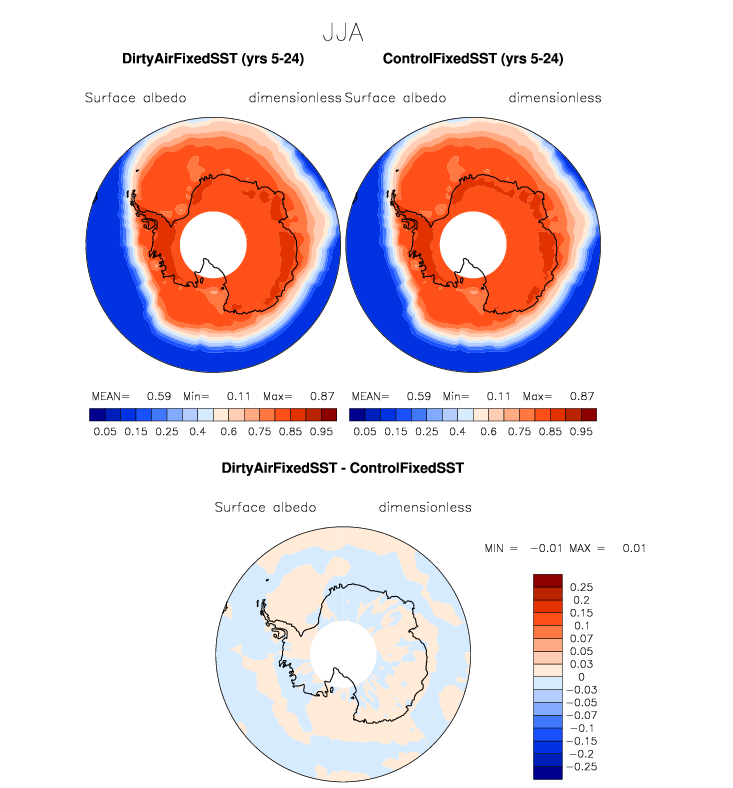 JJA
DirtyAirFixedSST (yrs 5-24) ControlFixedSST (yrs 5-24)
Surface albedo dimensionless Surface albedo dimensionless
MEAN= 0.59 Min= 0.11 Max= 0.87 MEAN= 0.59 Min= 0.11 Max= 0.87
0.05 0.15 0.25 0.4 0.6 0.75 0.85 0.95 0.05 0.15 0.25 0.4 0.6 0.75 0.85 0.95
DirtyAirFixedSST - ControlFixedSST
Surface albedo dimensionless
MIN = -0.01 MAX = 0.01
0.25
0.2
0.15
0.1
0.07
0.05
0.03
0
-0.03
-0.05
-0.07
-0.1
-0.15
-0.2
-0.25